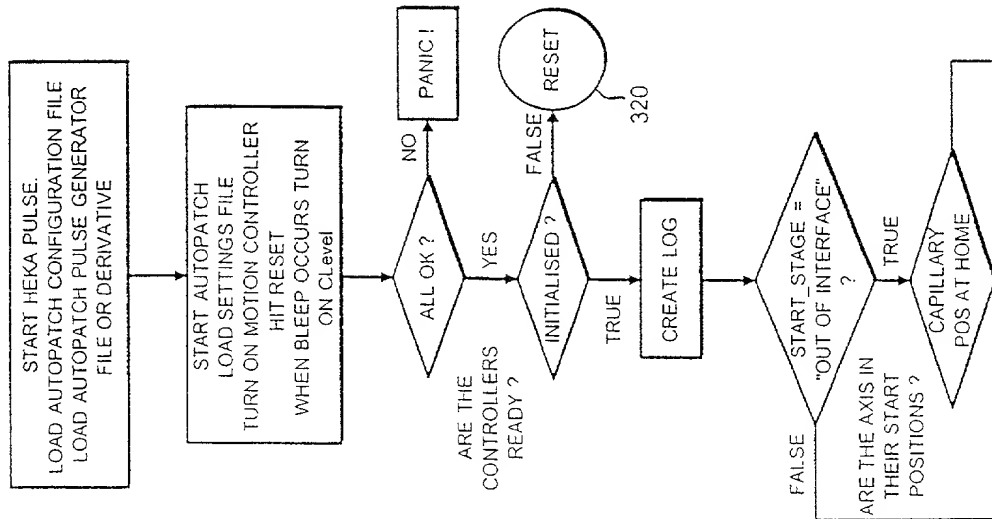 START HEKA PULSE.
LOAD AUTOPATCH CONFIGURATION FILE
LOAD AUTOPATCH PULSE GENERATOR
FILE OR DERIVATIVE
START AUTOPATCH
LOAD SETTINGS FILE
TURN ON MOTION CONTROLLER
HIT RESET
WHEN BLEEP OCCURS TURN
ON CLevel
ALL OK ?
NO
PANIC!
YES
ARE THE
CONTROLLERS
READY ?
INITIALISED ?
FALSE
RESET
320
TRUE
CREATE LOG
START_STAGE =
"OUT OF INTERFACE"
?
FALSE
TRUE
ARE THE AXIS IN
THEIR START
POSITIONS ?
CAPILLARY
POS AT HOME